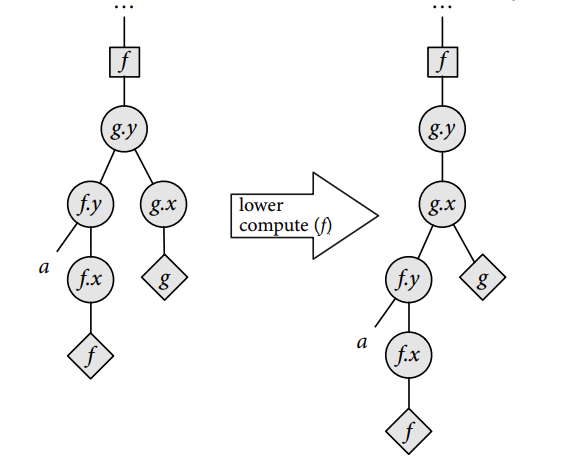 ...
f
g.y
f.y
g.x
a
f.x
g
f
lower
compute (f)
...
f
g.y
g.x
f.y
g
a
f.x
f